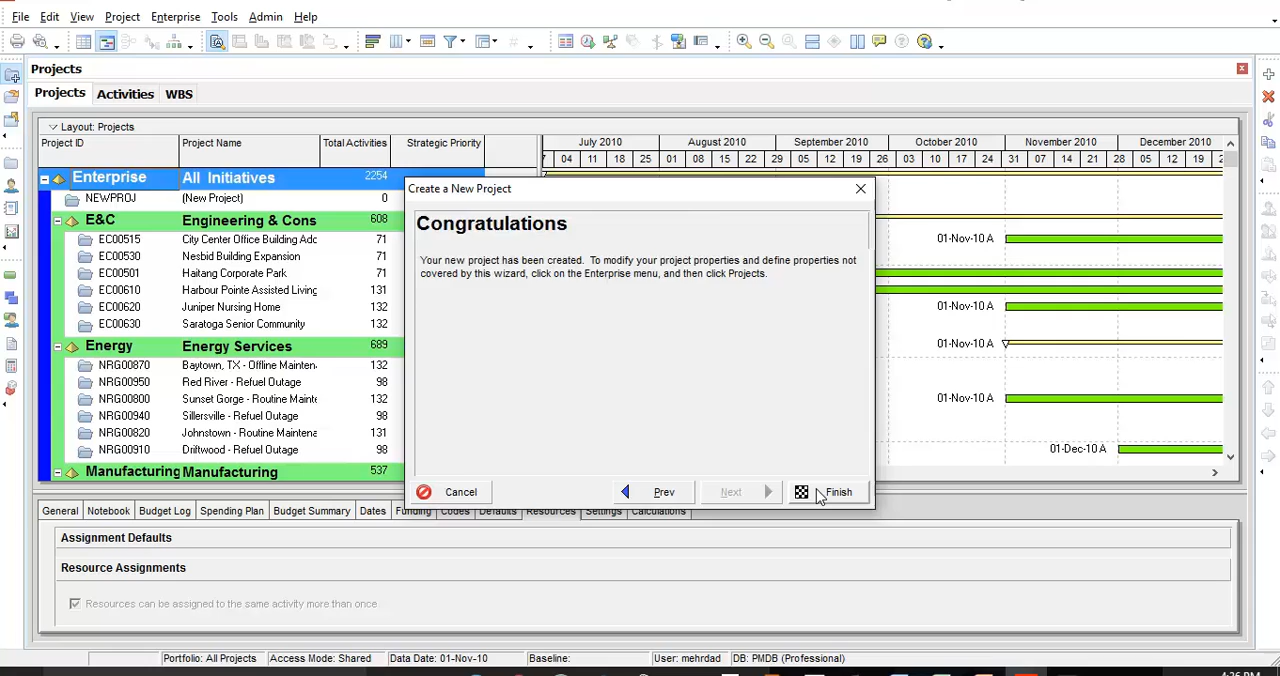 File Edit View Project Enterprise Tools Admin Help
Projects
Projects Activities WBS
Layout: Projects
Project ID Project Name Total Activities Strategic Priority
July 2010 August 2010 September 2010 October 2010 November 2010 December 2010
04 11 18 25 01 08 15 22 29 05 12 19 26 03 10 17 24 31 07 14 21 28 05 12 19
Enterprise All Initiatives 2254
NEWPROJ (New Project) 0
E&C Engineering & Cons 608
EC00515 City Center Office Building Adc 71 01-Nov-10 A
EC00530 Nesbid Building Expansion 71
EC00501 Haitang Corporate Park 71
EC00610 Harbour Pointe Assisted Living 131
EC00620 Juniper Nursing Home 132 01-Nov-10 A
EC00630 Saratoga Senior Community 132
Energy Energy Services 689 01-Nov-10 A
NRG00870 Baytown, TX - Offline Mainten 132
NRG00950 Red River - Refuel Outage 98
NRG00800 Sunset Gorge - Routine Mainte 132 01-Nov-10 A
NRG00940 Sillersville - Refuel Outage 98
NRG00820 Johnstown - Routine Maintena 131
NRG00910 Driftwood - Refuel Outage 98 01-Dec-10 A
Manufacturing Manufacturing 537
Create a New Project
Congratulations
Your new project has been created. To modify your project properties and define properties not
covered by this wizard, click on the Enterprise menu, and then click Projects.
Cancel Prev Next Finish
General Notebook Budget Log Spending Plan Budget Summary Dates Funding Codes Defaults Resources Settings Calculations
Assignment Defaults
Resource Assignments
Resources can be assigned to the same activity more than once
Portfolio: All Projects Access Mode: Shared Data Date: 01-Nov-10 Baseline: User: mehrdad DB: PMDB (Professional)
4:26 PM